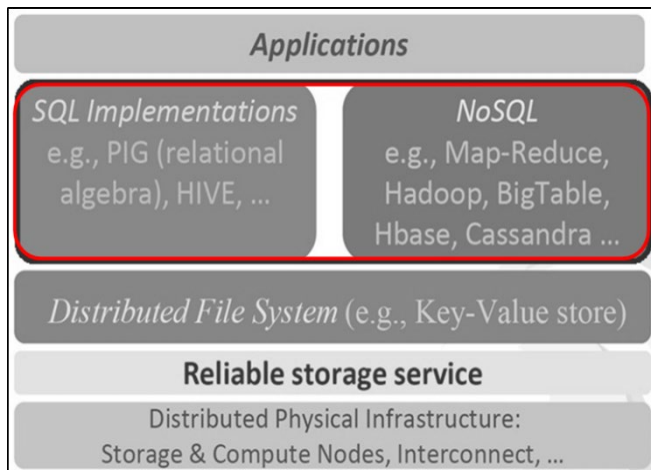 Applications
SQL Implementations
e.g., PIG (relational
algebra), HIVE, ...
NoSQL
e.g., Map-Reduce,
Hadoop, BigTable,
Hbase, Cassandra ...
Distributed File System (e.g., Key-Value store)
Reliable storage service
Distributed Physical Infrastructure:
Storage & Compute Nodes, Interconnect, ...